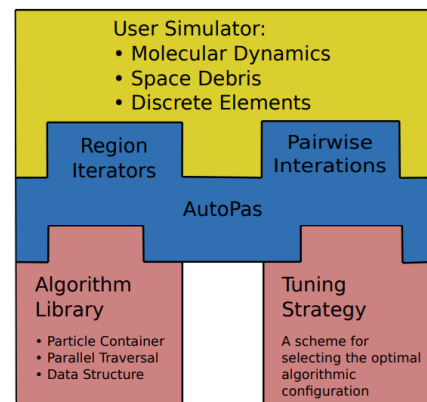 User Simulator:
• Molecular Dynamics
• Space Debris
• Discrete Elements
Region
Iterators
Pairwise
Interations
AutoPas
Algorithm
Library
• Particle Container
• Parallel Traversal
• Data Structure
Tuning
Strategy
A scheme for
selecting the optimal
algorithmic
configuration